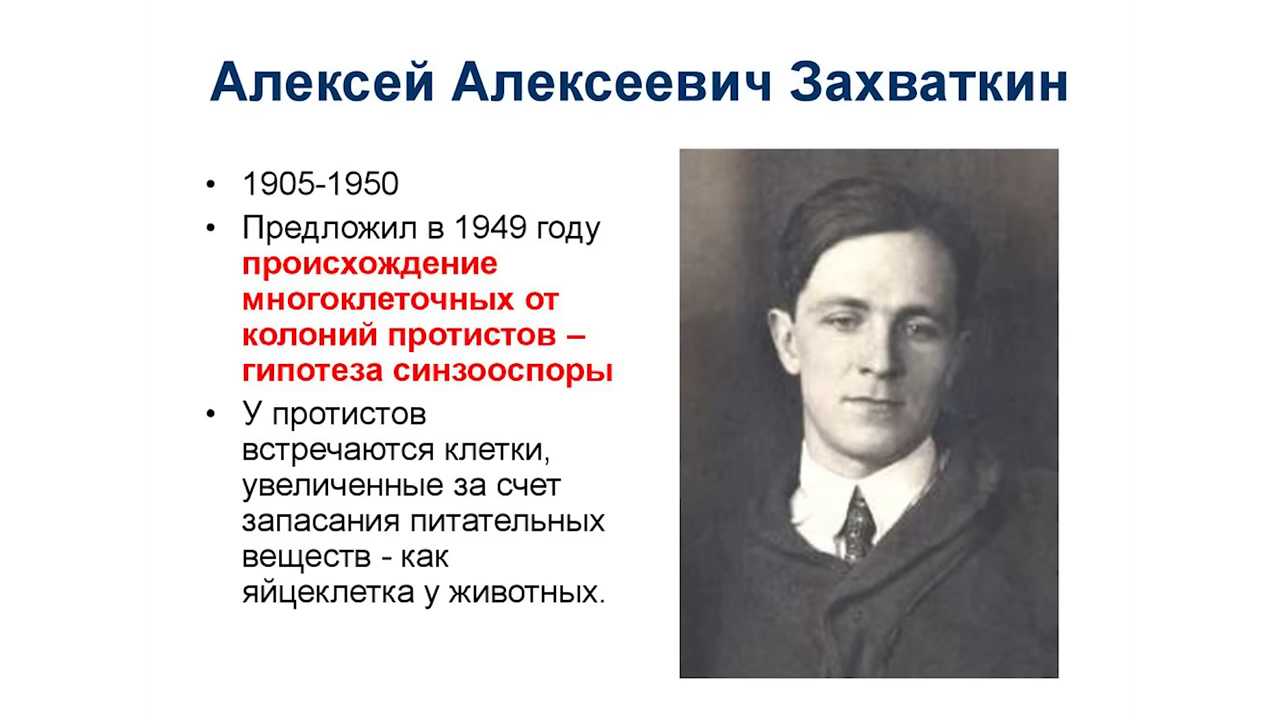 Алексей Алексеевич Захваткин
• 1905-1950
• Предложил в 1949 году
происхождение
многоклеточных от
колоний протистов –
гипотеза синзооспоры
• У протистов
встречаются клетки,
увеличенные за счет
запасания питательных
веществ - как
яйцеклетка у животных.